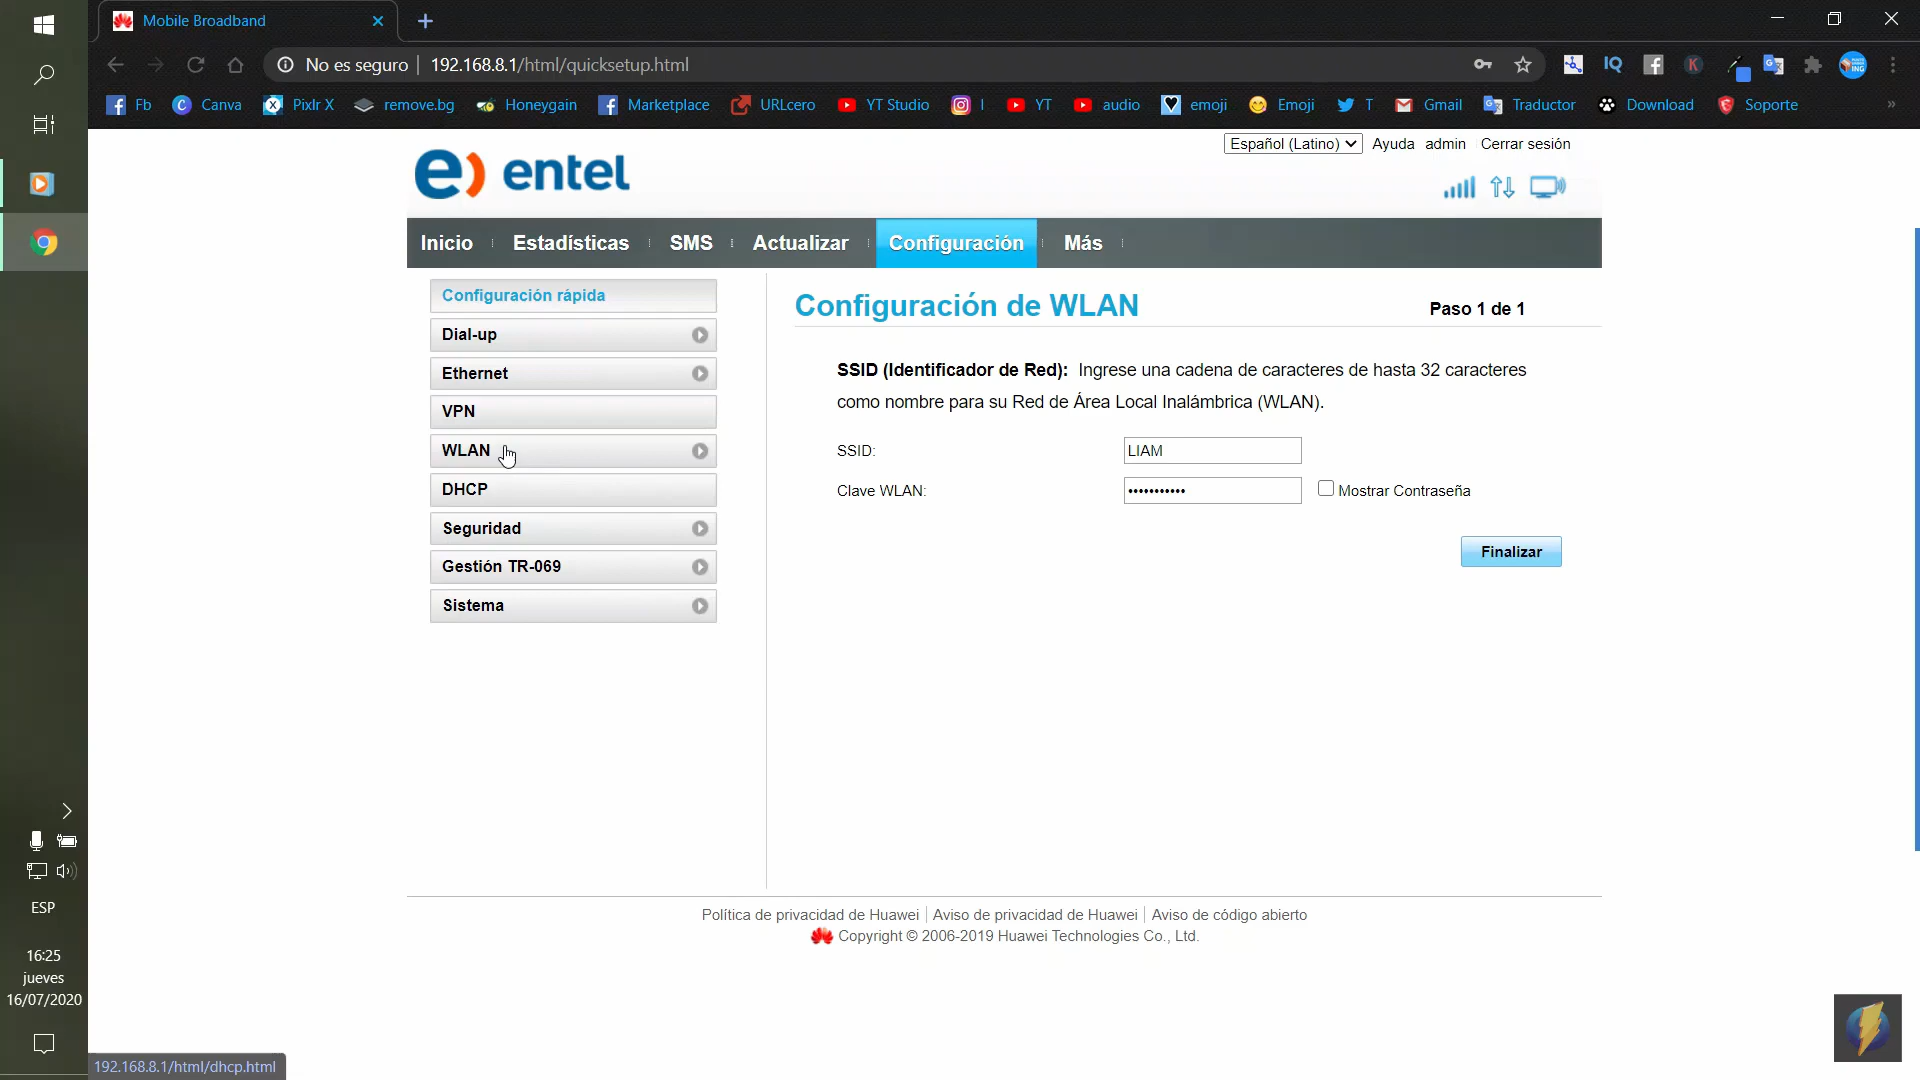 Mobile Broadband
No es seguro | 192.168.8.1/html/quicksetup.html
IQ
K
Fb
Canva
Pixlr X
remove.bg
Honeygain
Marketplace
URLcero
YT Studio
I
YT
audio
emoji
Emoji
T
Gmail
Traductor
Download
Soporte
»
Español (Latino)
Ayuda
admin
Cerrar sesión
e) entel
Inicio
Estadísticas
SMS
Actualizar
Configuración
Más
Configuración rápida
Dial-up
Ethernet
VPN
WLAN
DHCP
Seguridad
Gestión TR-069
Sistema
Configuración de WLAN
Paso 1 de 1
SSID (Identificador de Red): Ingrese una cadena de caracteres de hasta 32 caracteres
como nombre para su Red de Área Local Inalámbrica (WLAN).
SSID:
LIAM
Clave WLAN:
•••••••••••
Mostrar Contraseña
Finalizar
Política de privacidad de Huawei | Aviso de privacidad de Huawei | Aviso de código abierto
Copyright © 2006-2019 Huawei Technologies Co., Ltd.
ESP
16:25
jueves
16/07/2020
192.168.8.1/html/dhcp.html